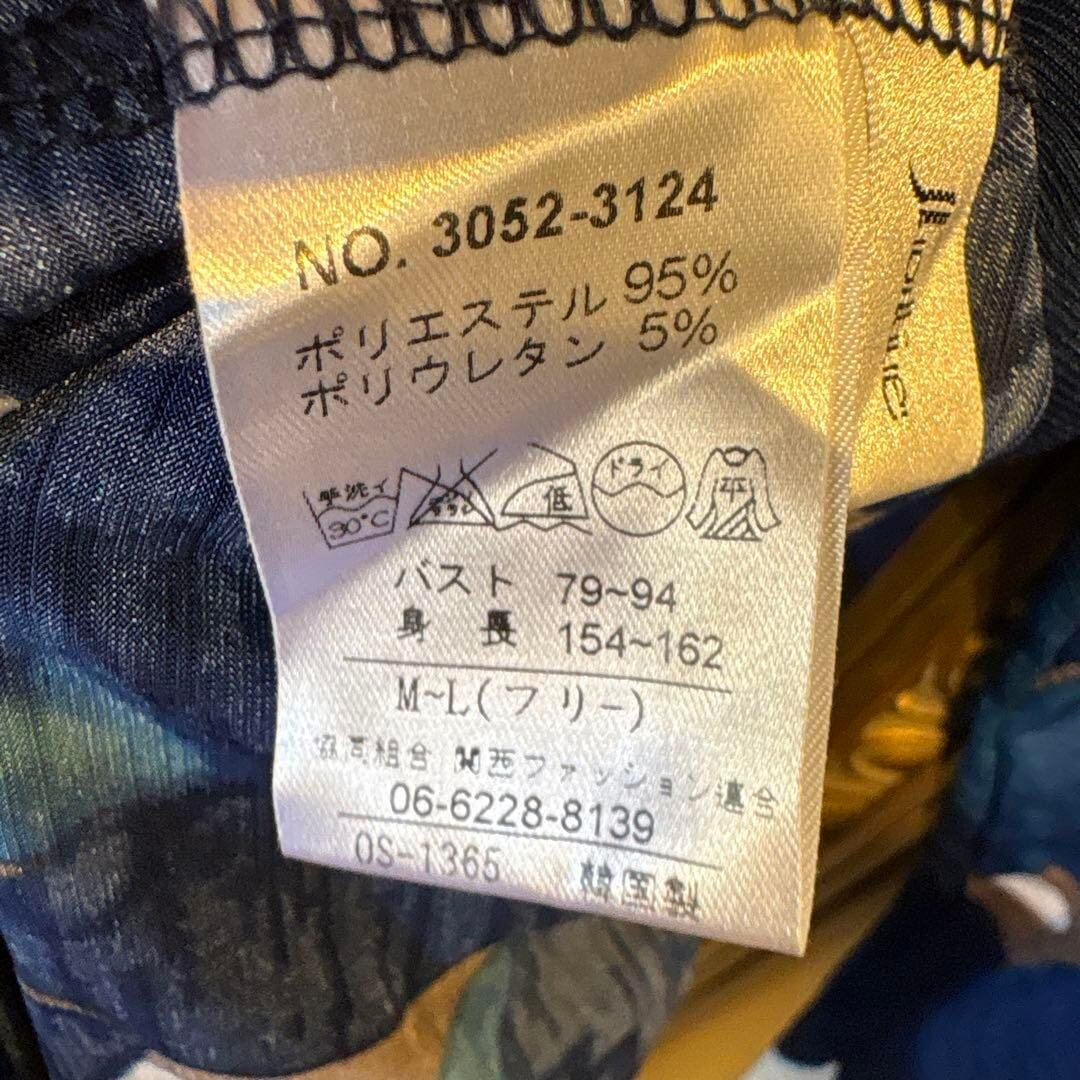 NO. 3052-3124
ポリエステル 95%
ポリウレタン 5%
手洗イ 30°C
低 ドライ 平
バスト 79~94
身 長 154~162
M~L(フリー)
協同組合 関西ファッション連合
06-6228-8139
OS-1365 韓国製